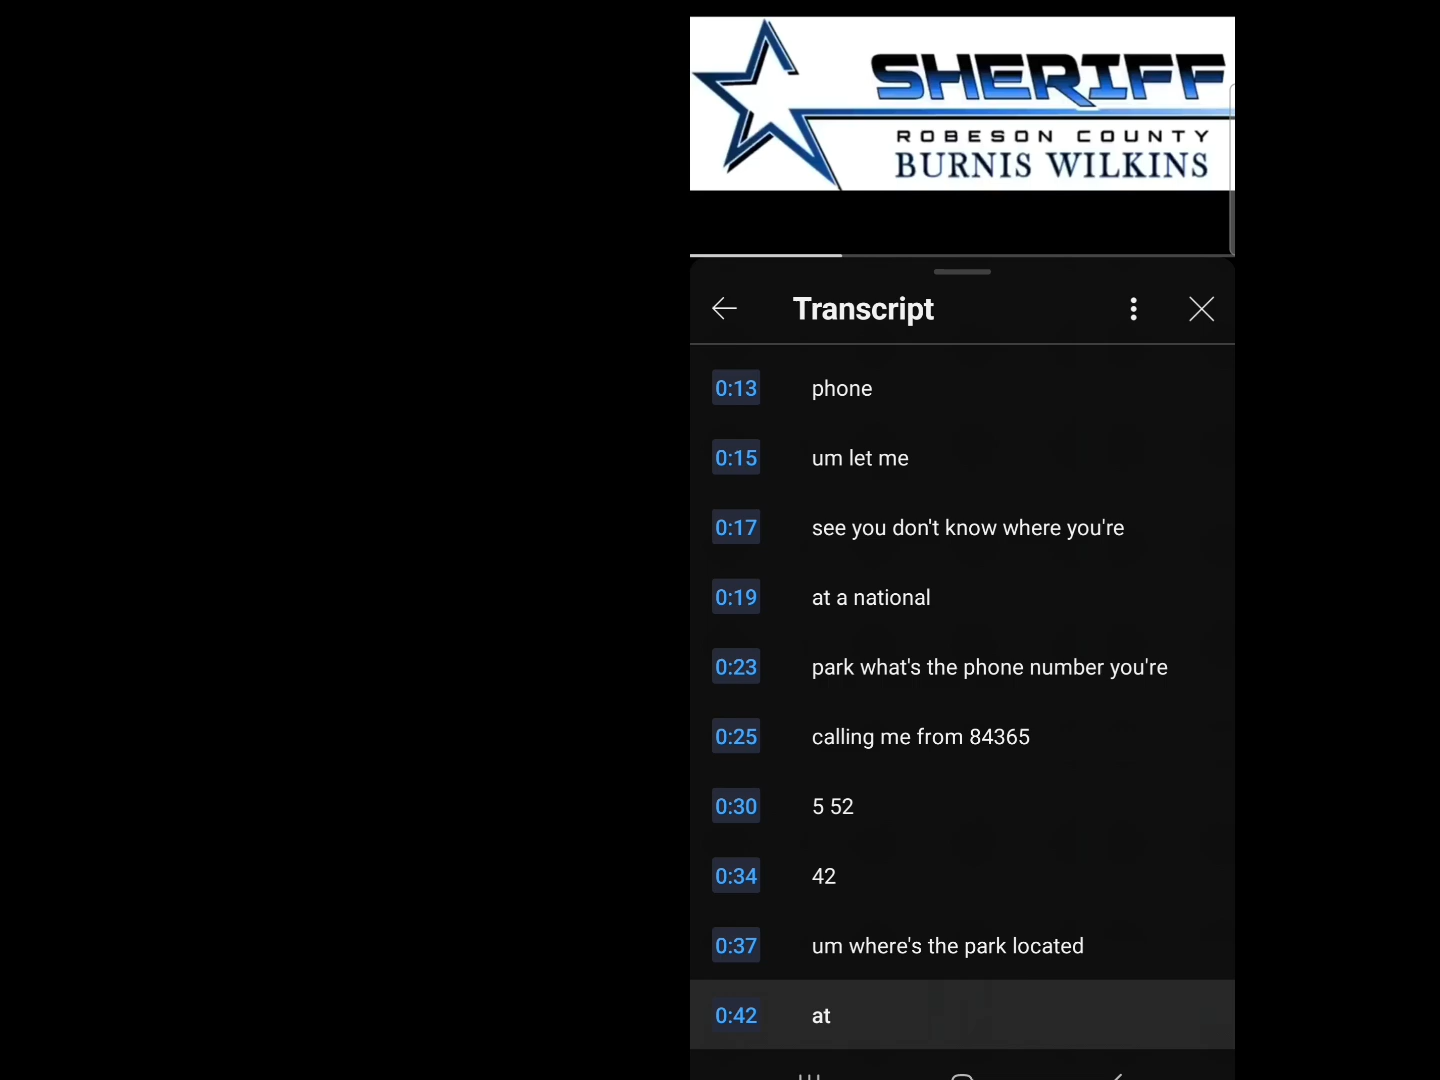 SHERIFF
ROBESON COUNTY
BURNIS WILKINS
Transcript
0:13 phone
0:15 um let me
0:17 see you don't know where you're
0:19 at a national
0:23 park what's the phone number you're
0:25 calling me from 84365
0:30 5 52
0:34 42
0:37 um where's the park located
0:42 at